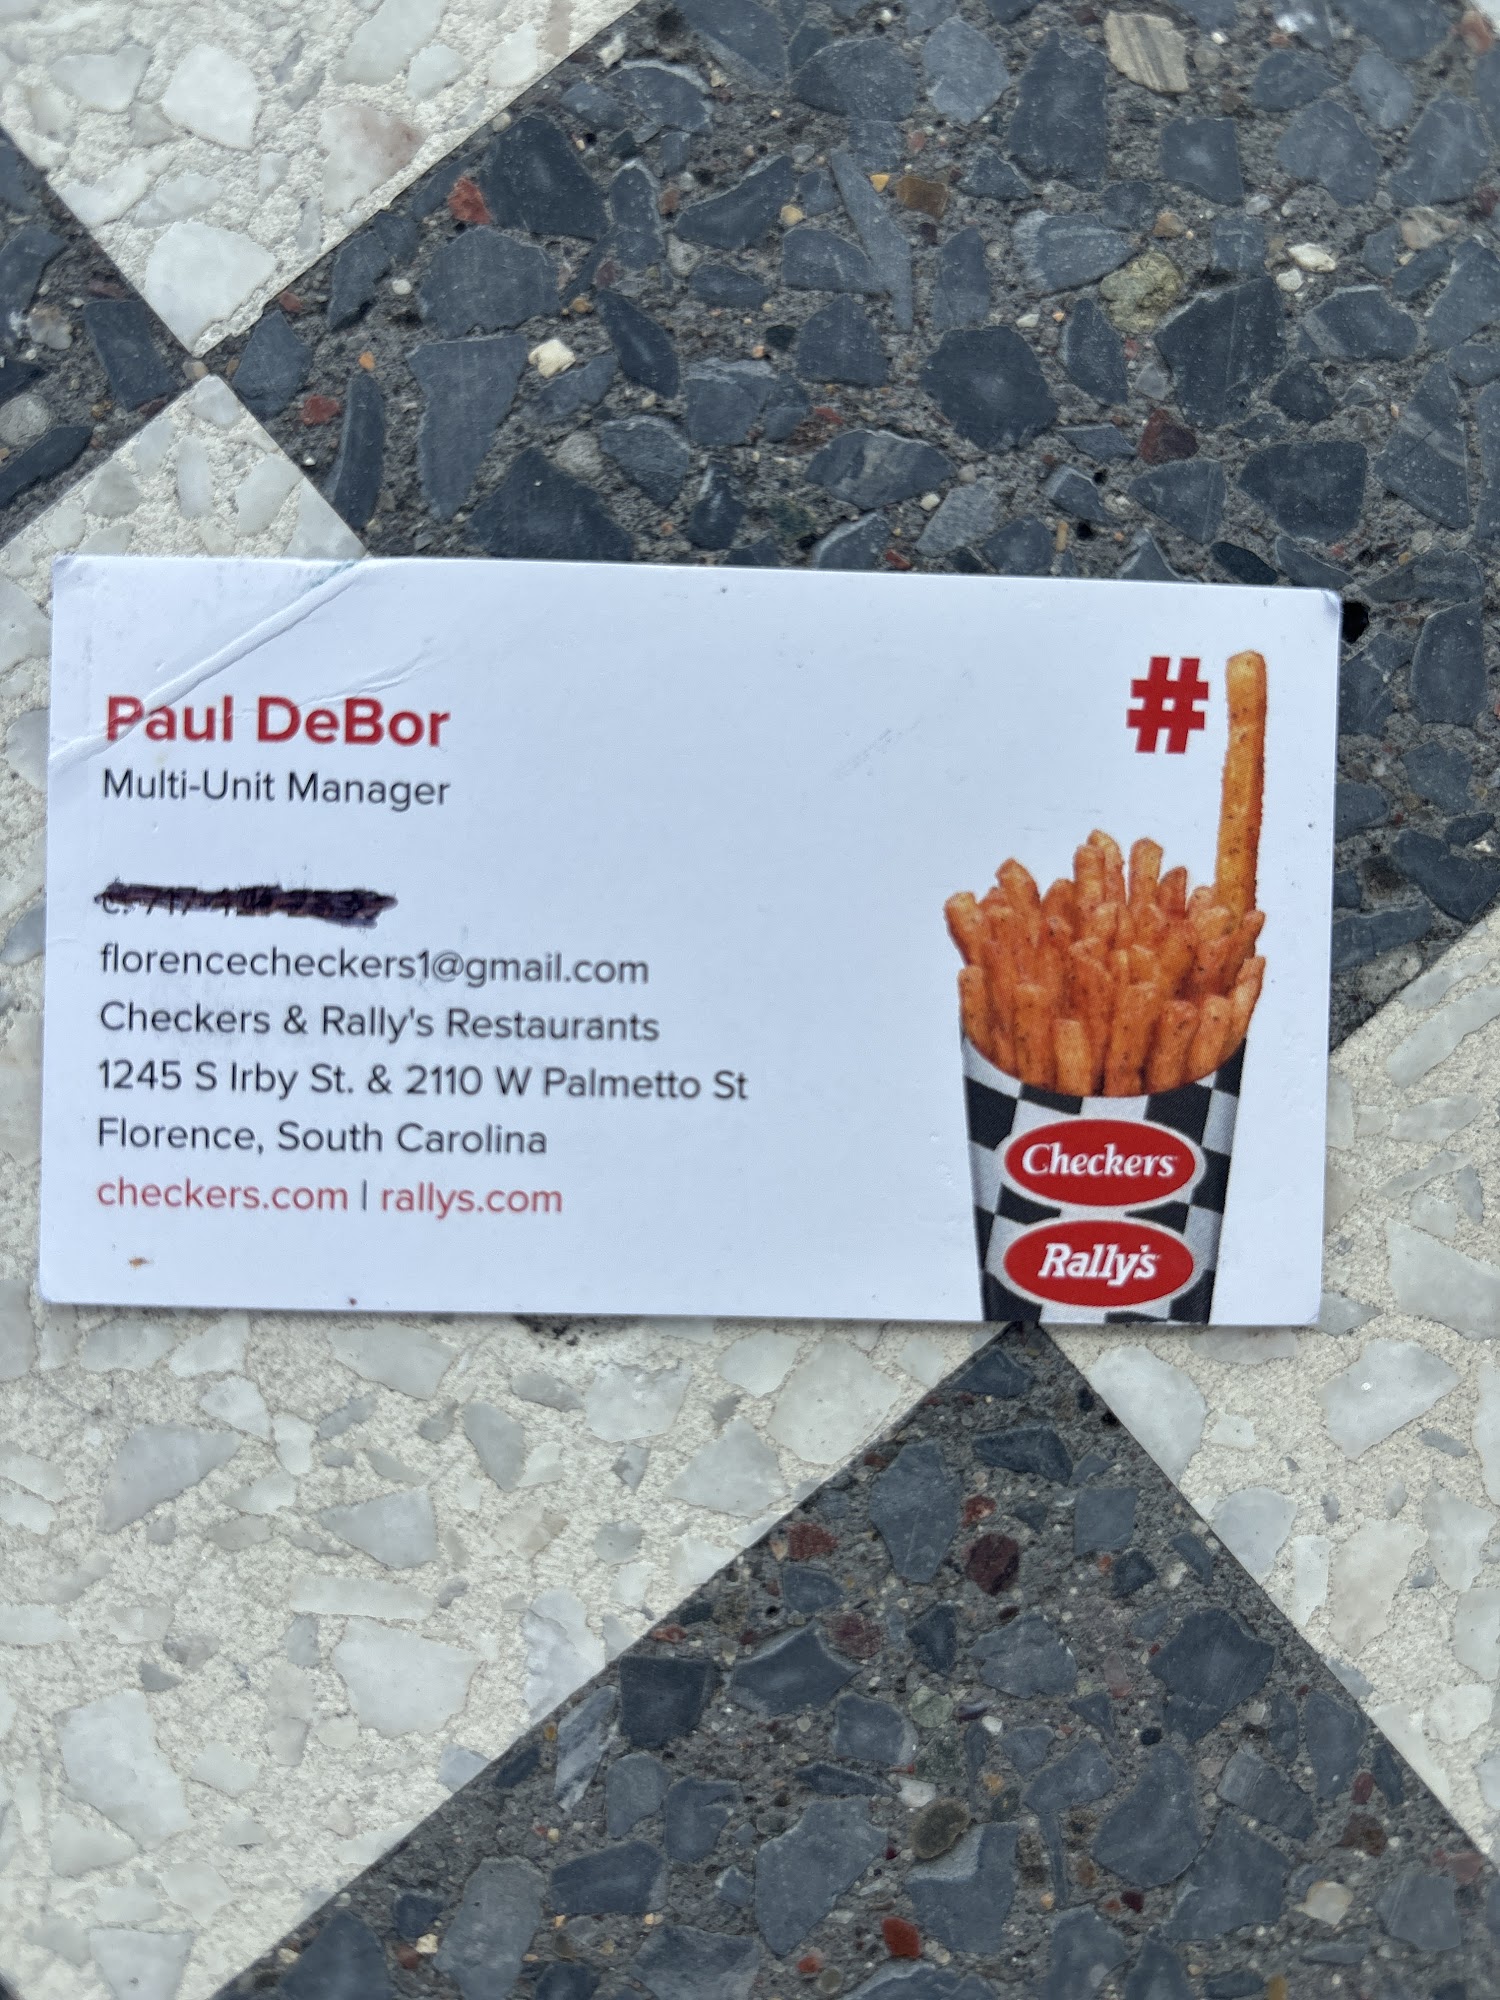 Paul DeBor
Multi-Unit Manager
florencecheckers1@gmail.com
Checkers & Rally's Restaurants
1245 S Irby St. & 2110 W Palmetto St
Florence, South Carolina
checkers.com | rallys.com
#
Checkers
Rally's